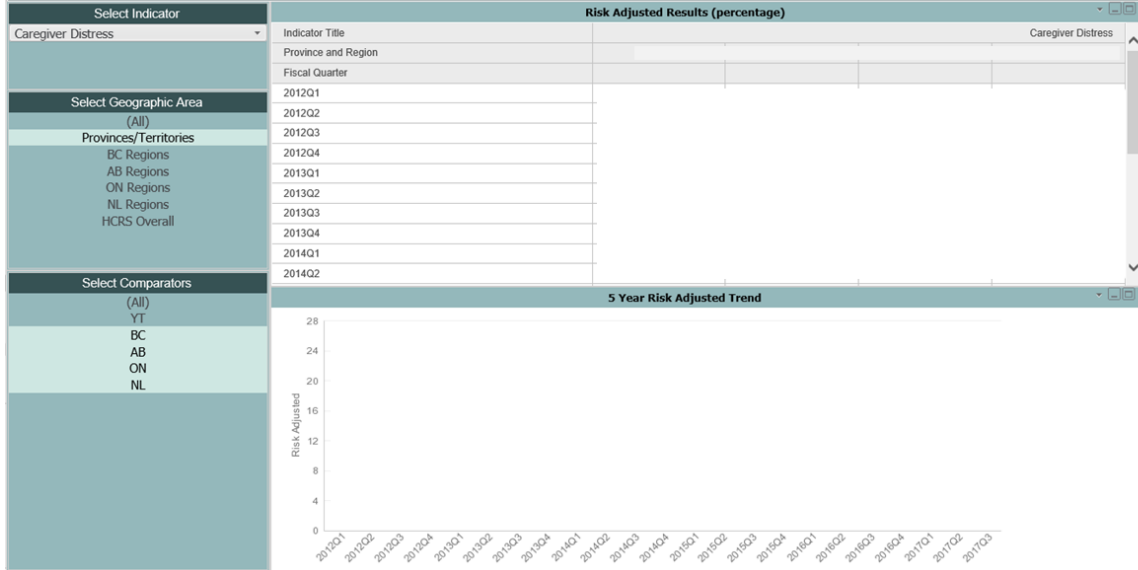 Select Indicator
Caregiver Distress
Select Geographic Area
(All)
Provinces/Territories
BC Regions
AB Regions
ON Regions
NL Regions
HCRS Overall
Select Comparators
(All)
YT
BC
AB
ON
NL
Risk Adjusted Results (percentage)
Indicator Title Caregiver Distress
Province and Region
Fiscal Quarter
2012Q1
2012Q2
2012Q3
2012Q4
2013Q1
2013Q2
2013Q3
2013Q4
2014Q1
2014Q2
5 Year Risk Adjusted Trend
Risk Adjusted
28
24
20
16
12
8
4
0
2012Q1 2012Q2 2012Q3 2012Q4 2013Q1 2013Q2 2013Q3 2013Q4 2014Q1 2014Q2 2014Q3 2014Q4 2015Q1 2015Q2 2015Q3 2015Q4 2016Q1 2016Q2 2016Q3 2016Q4 2017Q1 2017Q2 2017Q3